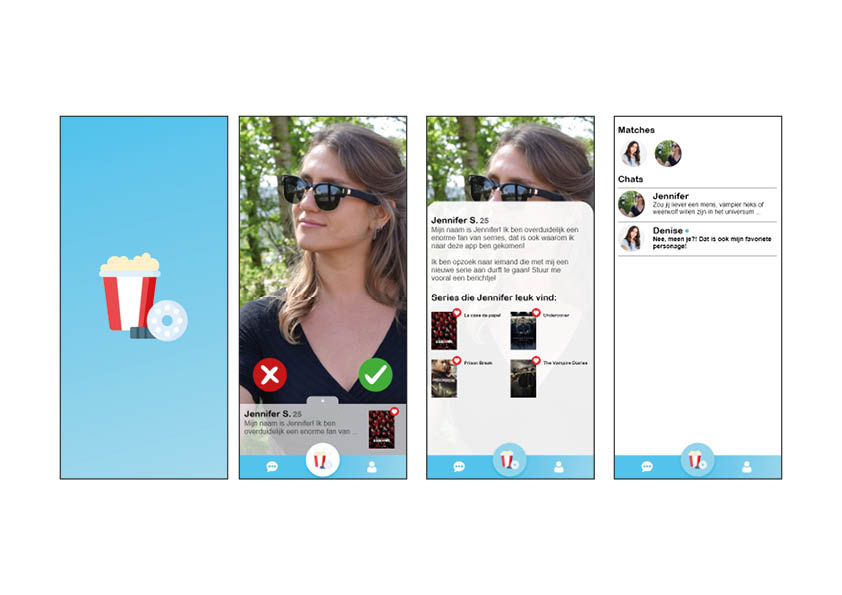 Jennifer S. 25
Mijn naam is Jennifer! Ik ben
overduidelijk een enorme fan van ...
Jennifer S. 25
Mijn naam is Jennifer! Ik ben overduidelijk een
enorme fan van serries, dat is ook waarom ik
naar deze app ben gekomen!
Ik ben opzoek naar iemand die met mij een
nieuwe serie aan durft te gaan! Stuur me
vooral een berichtje!
Series die Jennifer leuk vind:
La casa de papel
Undercover
Prison Break
The Vampire Diaries
Matches
Chats
Jennifer
Zou jij liever een mens, vampier heks of
weerwolf willen zijn in het universum ...
Denise
Nee, meen je?! Dat is ook mijn favoriete
personage!